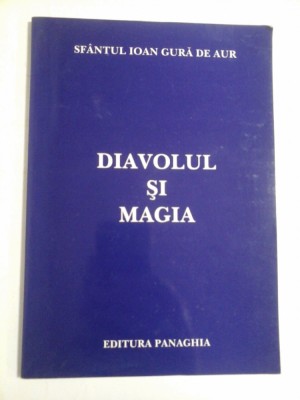 SFÂNTUL IOAN GURĂ DE AUR
DIAVOLUL
ŞI
MAGIA
EDITURA PANAGHIA